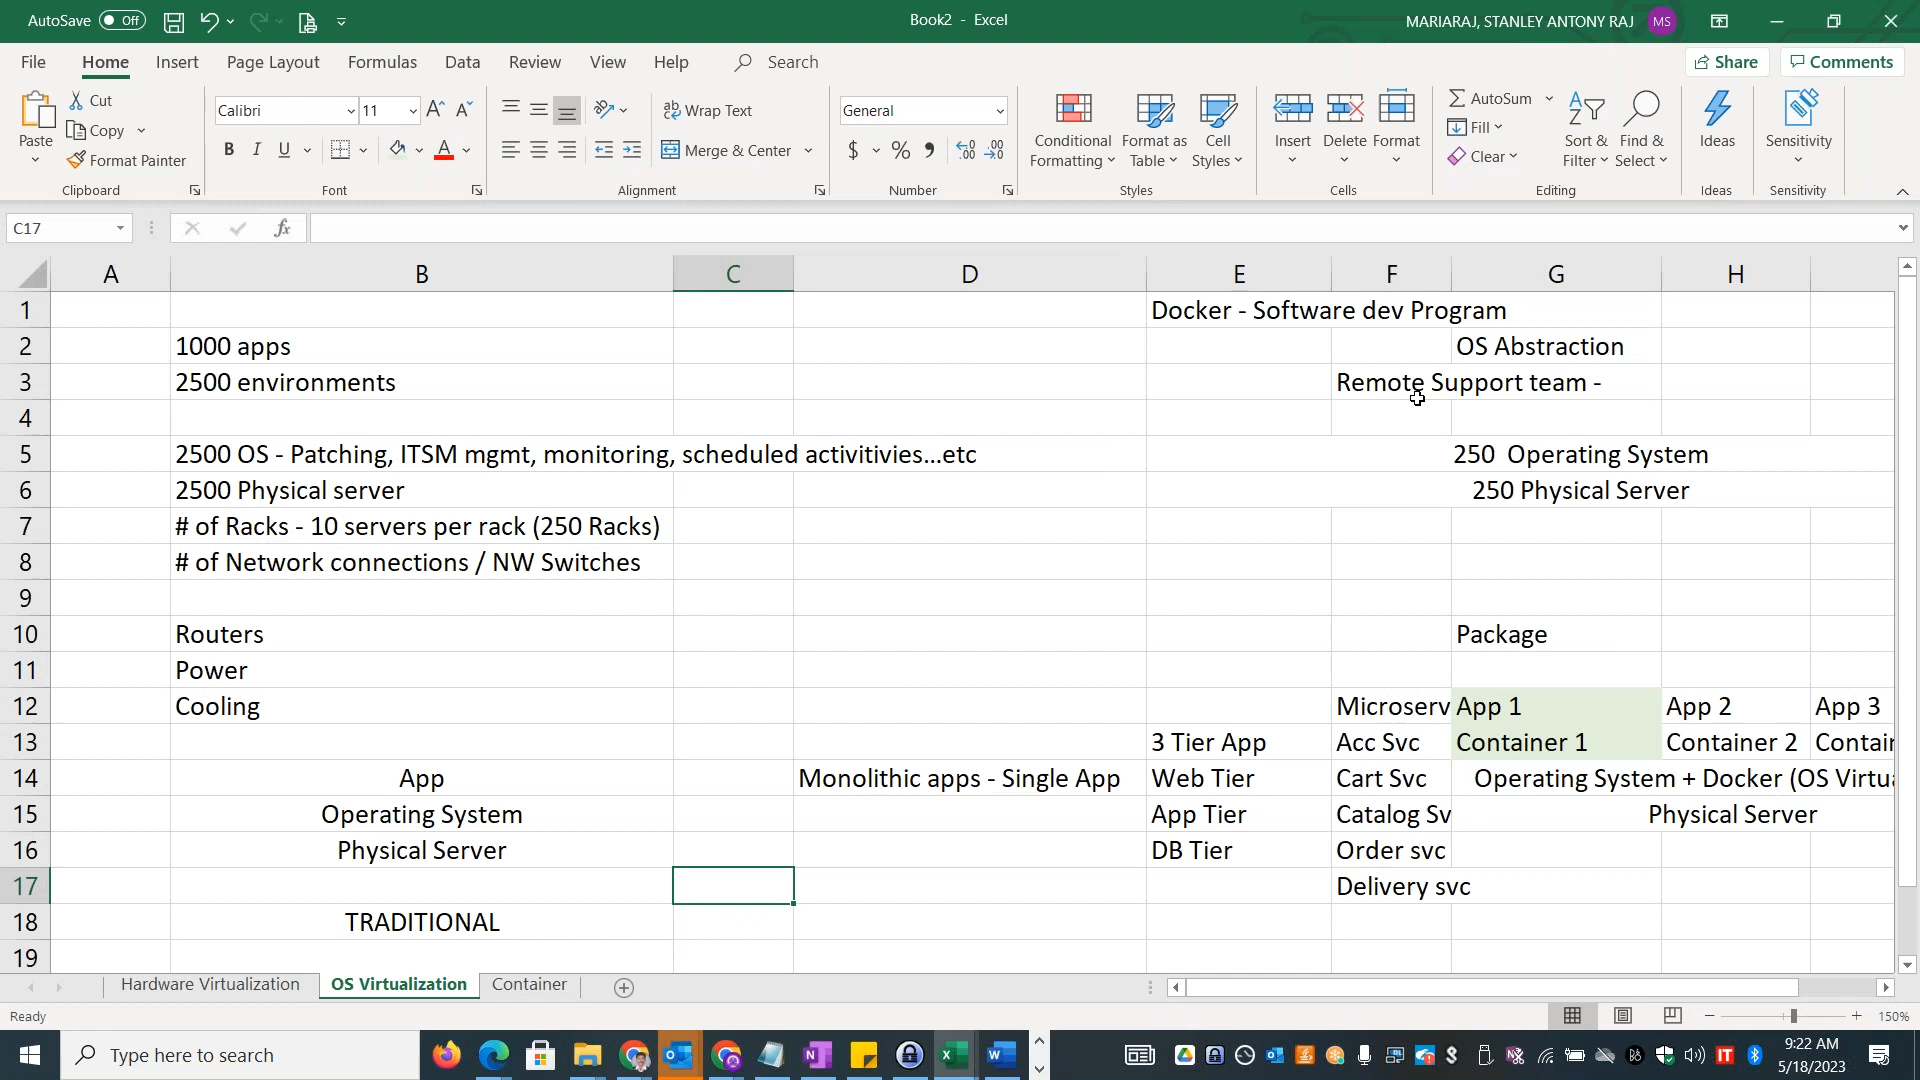 AutoSave Off
Book2 - Excel
MARIARAJ, STANLEY ANTONY RAJ MS
File Home Insert Page Layout Formulas Data Review View Help Search
Share Comments
Paste
Cut
Copy
Format Painter
Clipboard
Calibri 11
B I U A
Font
Wrap Text
Merge & Center
Alignment
General
$ % 9
Number
Conditional Formatting
Format as Table
Cell Styles
Styles
Insert Delete Format
Cells
AutoSum
Fill
Clear
Sort & Filter
Find & Select
Editing
Ideas
Ideas
Sensitivity
Sensitivity
C17 fx
A B C D E F G H
1 Docker - Software dev Program
2 1000 apps OS Abstraction
3 2500 environments Remote Support team -
4
5 2500 OS - Patching, ITSM mgmt, monitoring, scheduled activitivies...etc 250 Operating System
6 2500 Physical server 250 Physical Server
7 # of Racks - 10 servers per rack (250 Racks)
8 # of Network connections / NW Switches
9
10 Routers Package
11 Power
12 Cooling Microserv App 1 App 2 App 3
13 3 Tier App Acc Svc Container 1 Container 2 Contair
14 App Monolithic apps - Single App Web Tier Cart Svc Operating System + Docker (OS Virtua
15 Operating System App Tier Catalog Sv Physical Server
16 Physical Server DB Tier Order svc
17 Delivery svc
18 TRADITIONAL
19
Hardware Virtualization OS Virtualization Container
Ready
150%
Type here to search
9:22 AM
5/18/2023